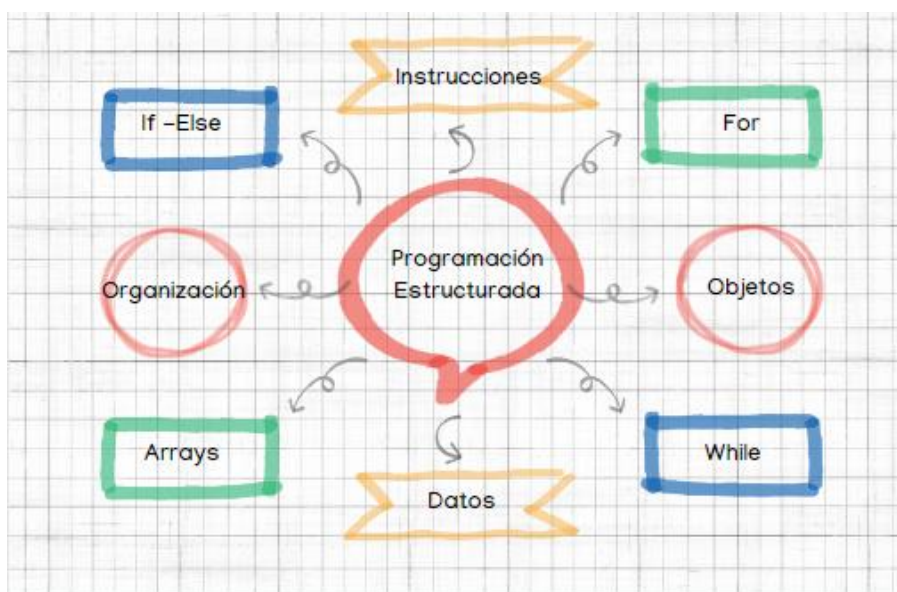 Instrucciones
If -Else
For
Programación
Estructurada
Organización
Objetos
Arrays
While
Datos